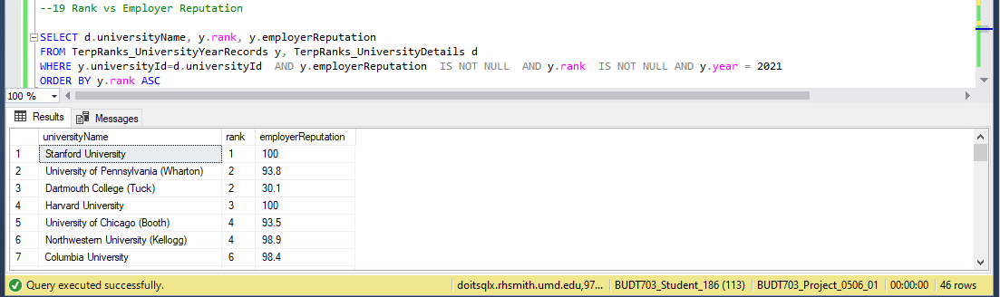 --19 Rank vs Employer Reputation
SELECT d.universityName, y.rank, y.employerReputation
FROM TerpRanks_UniversityYearRecords y, TerpRanks_UniversityDetails d
WHERE y.universityId=d.universityId  AND y.employerReputation  IS NOT NULL  AND y.rank  IS NOT NULL AND y.year = 2021
ORDER BY y.rank ASC
100 %
Results Messages
universityName rank employerReputation
1 Stanford University 1 100
2 University of Pennsylvania (Wharton) 2 93.8
3 Dartmouth College (Tuck) 2 30.1
4 Harvard University 3 100
5 University of Chicago (Booth) 4 93.5
6 Northwestern University (Kellogg) 4 98.9
7 Columbia University 6 98.4
Query executed successfully. doitsqlx.rhsmith.umd.edu,97... BUDT703_Student_186 (113) BUDT703_Project_0506_01 00:00:00 46 rows